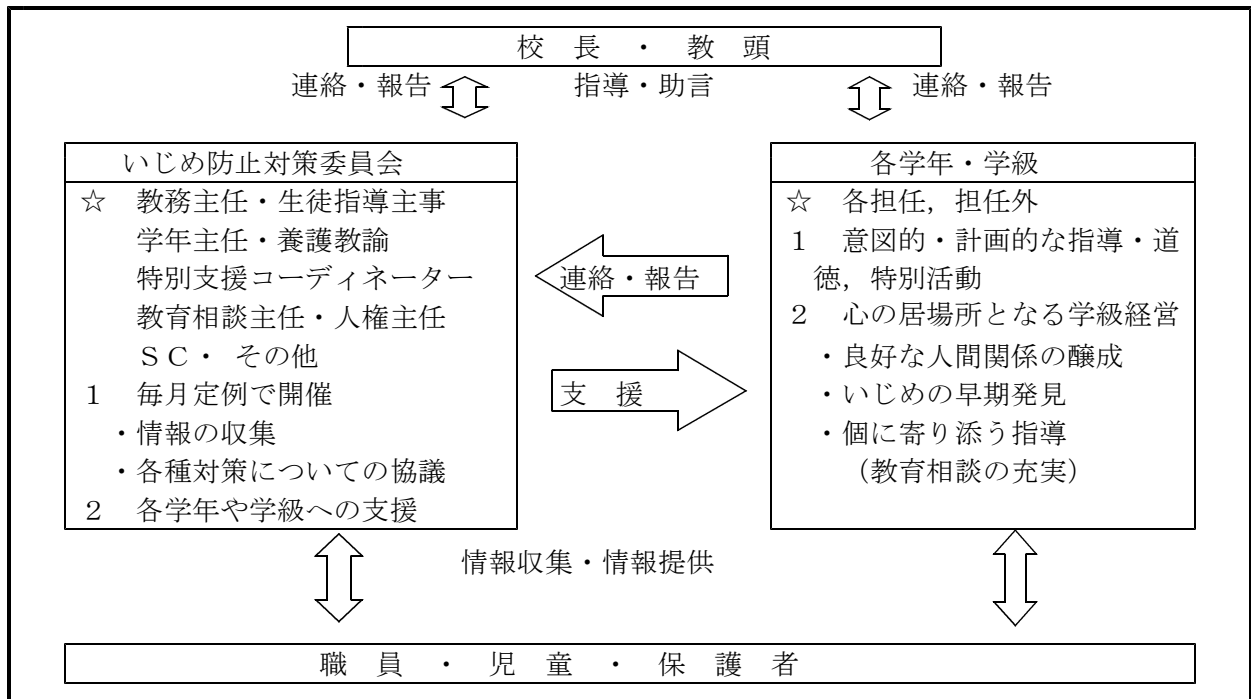 校 長 ・ 教 頭
連絡・報告 指導・助言 連絡・報告
いじめ防止対策委員会
☆ 教務主任・生徒指導主事
学年主任・養護教諭
特別支援コーディネーター
教育相談主任・人権主任
ＳＣ・ その他
１ 毎月定例で開催
・情報の収集
・各種対策についての協議
２ 各学年や学級への支援
連絡・報告
支 援
各学年・学級
☆ 各担任，担任外
１ 意図的・計画的な指導・道
徳，特別活動
２ 心の居場所となる学級経営
・良好な人間関係の醸成
・いじめの早期発見
・個に寄り添う指導
（教育相談の充実）
情報収集・情報提供
職 員 ・ 児 童 ・ 保 護 者